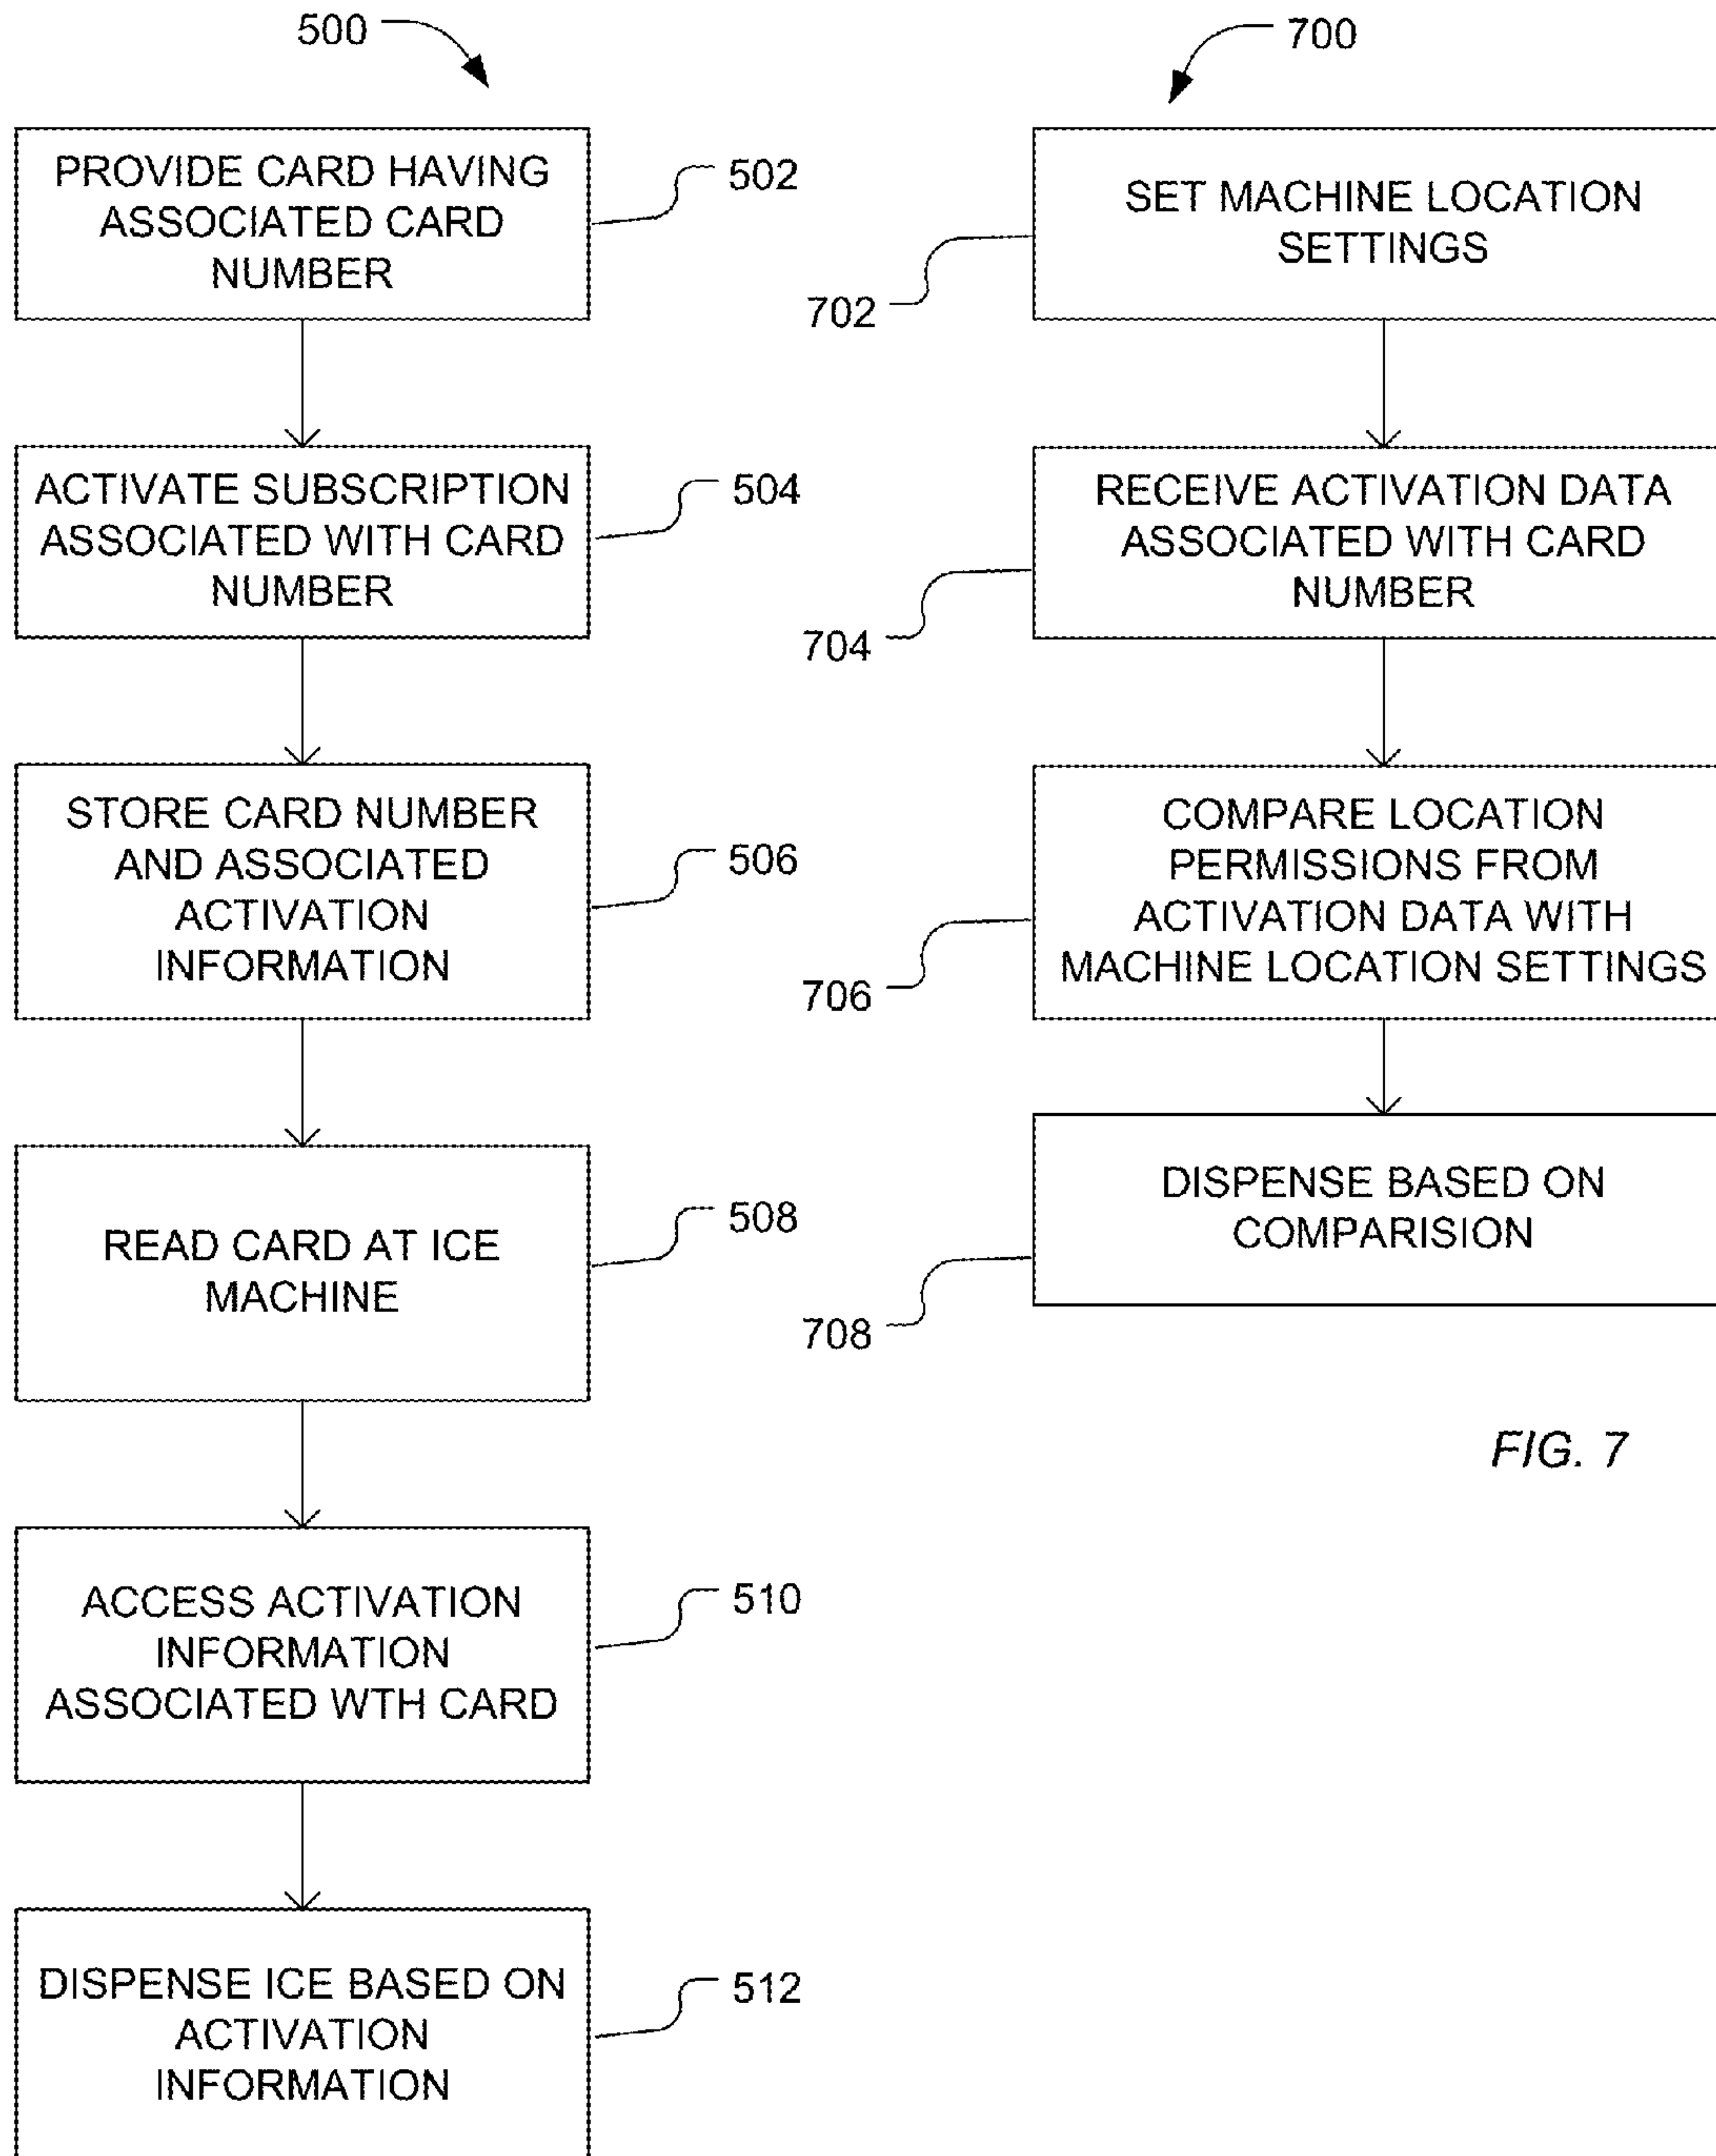 500
PROVIDE CARD HAVING
ASSOCIATED CARD
NUMBER
502
ACTIVATE SUBSCRIPTION
ASSOCIATED WITH CARD
NUMBER
504
STORE CARD NUMBER
AND ASSOCIATED
ACTIVATION
INFORMATION
506
READ CARD AT ICE
MACHINE
508
ACCESS ACTIVATION
INFORMATION
ASSOCIATED WTH CARD
510
DISPENSE ICE BASED ON
ACTIVATION
INFORMATION
512
700
SET MACHINE LOCATION
SETTINGS
702
RECEIVE ACTIVATION DATA
ASSOCIATED WITH CARD
NUMBER
704
COMPARE LOCATION
PERMISSIONS FROM
ACTIVATION DATA WITH
MACHINE LOCATION SETTINGS
706
DISPENSE BASED ON
COMPARISION
708
FIG. 7